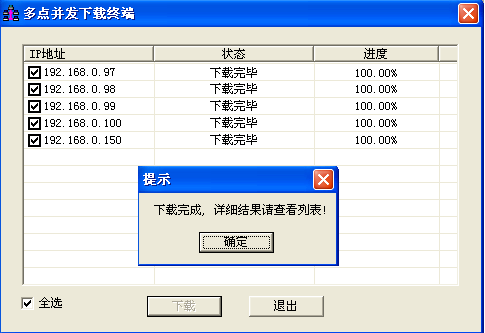 多点并发下载终端
IP地址 状态 进度
192.168.0.97 下载完毕 100.00%
192.168.0.98 下载完毕 100.00%
192.168.0.99 下载完毕 100.00%
192.168.0.100 下载完毕 100.00%
192.168.0.150 下载完毕 100.00%
提示
下载完成, 详细结果请查看列表!
确定
全选 下载 退出